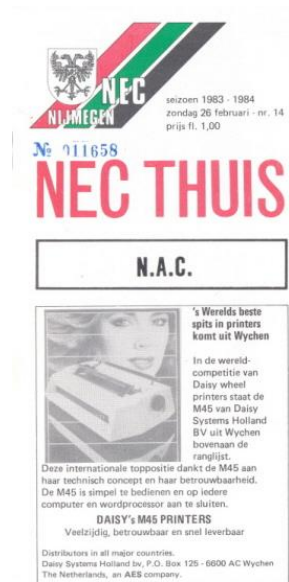 NEC
NIJMEGEN
seizoen 1983 - 1984
zondag 26 februari - nr. 14
prijs fl. 1,00
№ 011658
NEC THUIS
N.A.C.
's Werelds beste
spits in printers
komt uit Wychen
In de wereld-
competitie van
Daisy wheel
printers staat de
M45 van Daisy
Systems Holland
BV uit Wychen
bovenaan de
ranglijst.
Deze internationale toppositie dankt de M45 aan
haar technisch concept en haar betrouwbaarheid.
De M45 is simpel te bedienen en op iedere
computer en wordprocessor aan te sluiten.
DAISY's M45 PRINTERS
Veelzijdig, betrouwbaar en snel leverbaar
Distributors in all major countries.
Daisy Systems Holland bv, P.O. Box 125 - 6600 AC Wychen
The Netherlands, an AES company.